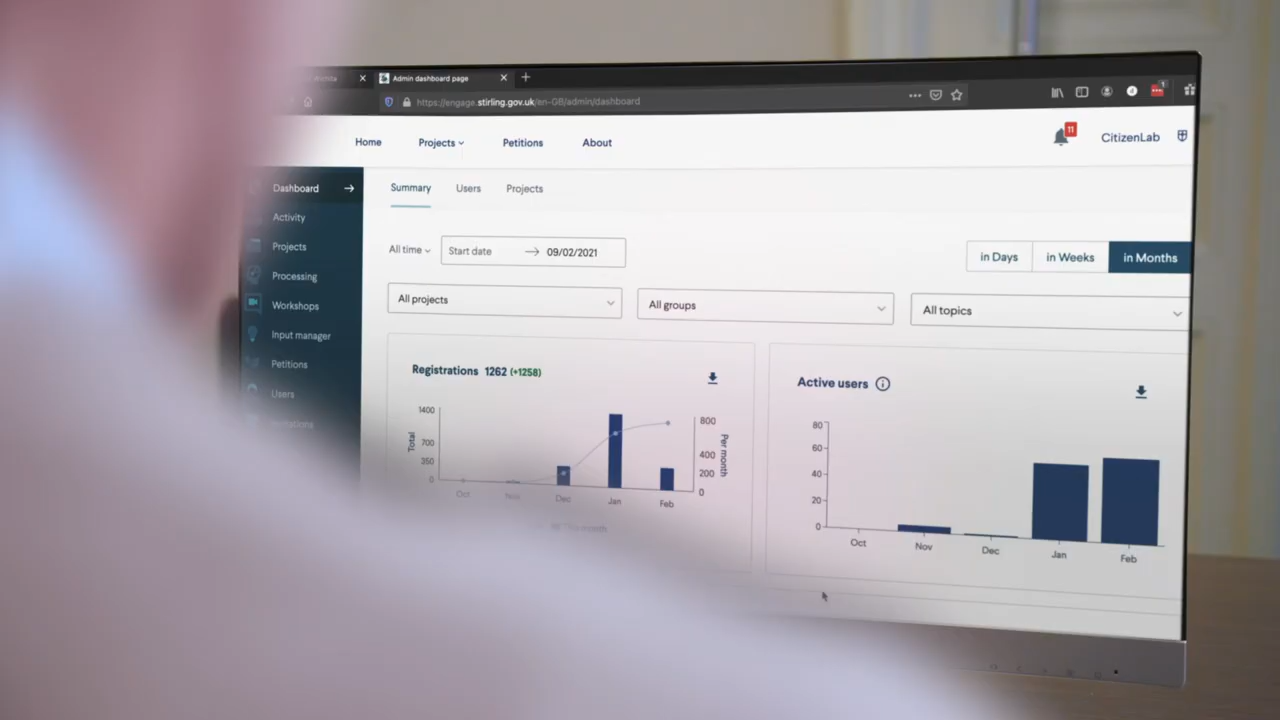 Admin dashboard page
https://engage.stirling.gov.uk/en-GB/admin/dashboard
1
Home Projects Petitions About
11
CitizenLab
Dashboard
Activity
Projects
Processing
Workshops
Input manager
Petitions
Users
Summary Users Projects
All time Start date 09/02/2021
in Days in Weeks in Months
All projects All groups All topics
Registrations 1262 (+1258)
1400
700
350
0
Total
800
400
200
0
Per month
Oct Nov Dec Jan Feb
Active users
80
60
40
20
0
Oct Nov Dec Jan Feb